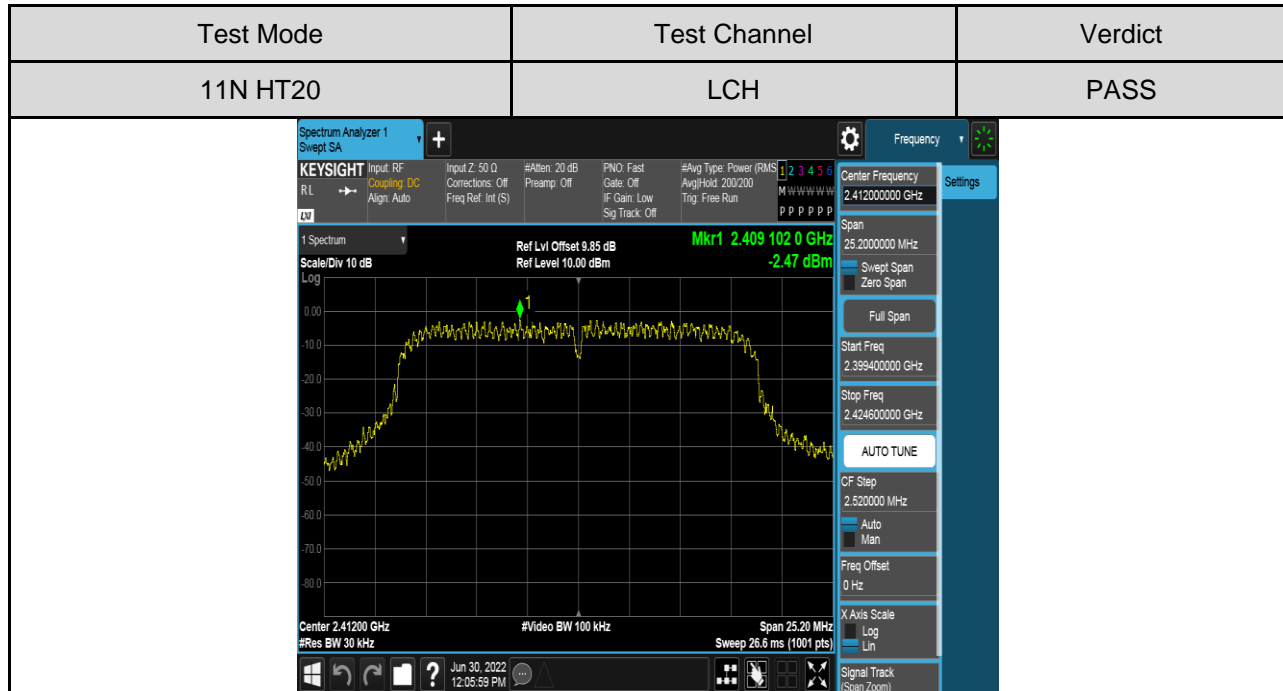 Test Mode Test Channel Verdict
11N HT20 LCH PASS
Spectrum Analyzer 1
Swept SA
+
Frequency
KEYSIGHT Input: RF Input Z: 50 Ω #Atten: 20 dB PNO: Fast #Avg Type: Power (RMS 1 2 3 4 5 6
RL Coupling: DC Corrections: Off Preamp: Off Gate: Off Avg|Hold: 200/200 M W W W W W
Align: Auto Freq Ref: Int (S) IF Gain: Low Trig: Free Run
LXI Sig Track: Off P P P P P P
1 Spectrum Ref Lvl Offset 9.85 dB Mkr1 2.409 102 0 GHz
Scale/Div 10 dB Ref Level 10.00 dBm -2.47 dBm
Log
1
0.00
-10.0
-20.0
-30.0
-40.0
-50.0
-60.0
-70.0
-80.0
Center 2.41200 GHz #Video BW 100 kHz Span 25.20 MHz
#Res BW 30 kHz Sweep 26.6 ms (1001 pts)
? Jun 30, 2022
12:05:59 PM
Center Frequency
2.412000000 GHz
Settings
Span
25.2000000 MHz
Swept Span
Zero Span
Full Span
Start Freq
2.399400000 GHz
Stop Freq
2.424600000 GHz
AUTO TUNE
CF Step
2.520000 MHz
Auto
Man
Freq Offset
0 Hz
X Axis Scale
Log
Lin
Signal Track
(Span Zoom)